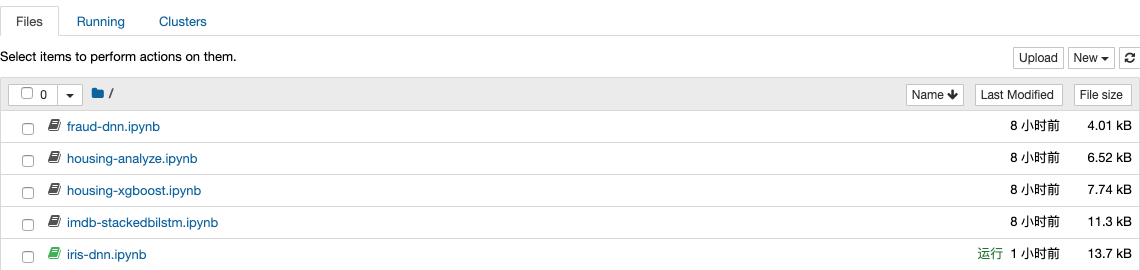 Files Running Clusters
Select items to perform actions on them. Upload New
0 / Name Last Modified File size
fraud-dnn.ipynb 8 小时前 4.01 kB
housing-analyze.ipynb 8 小时前 6.52 kB
housing-xgboost.ipynb 8 小时前 7.74 kB
imdb-stackedbilstm.ipynb 8 小时前 11.3 kB
iris-dnn.ipynb 运行 1 小时前 13.7 kB